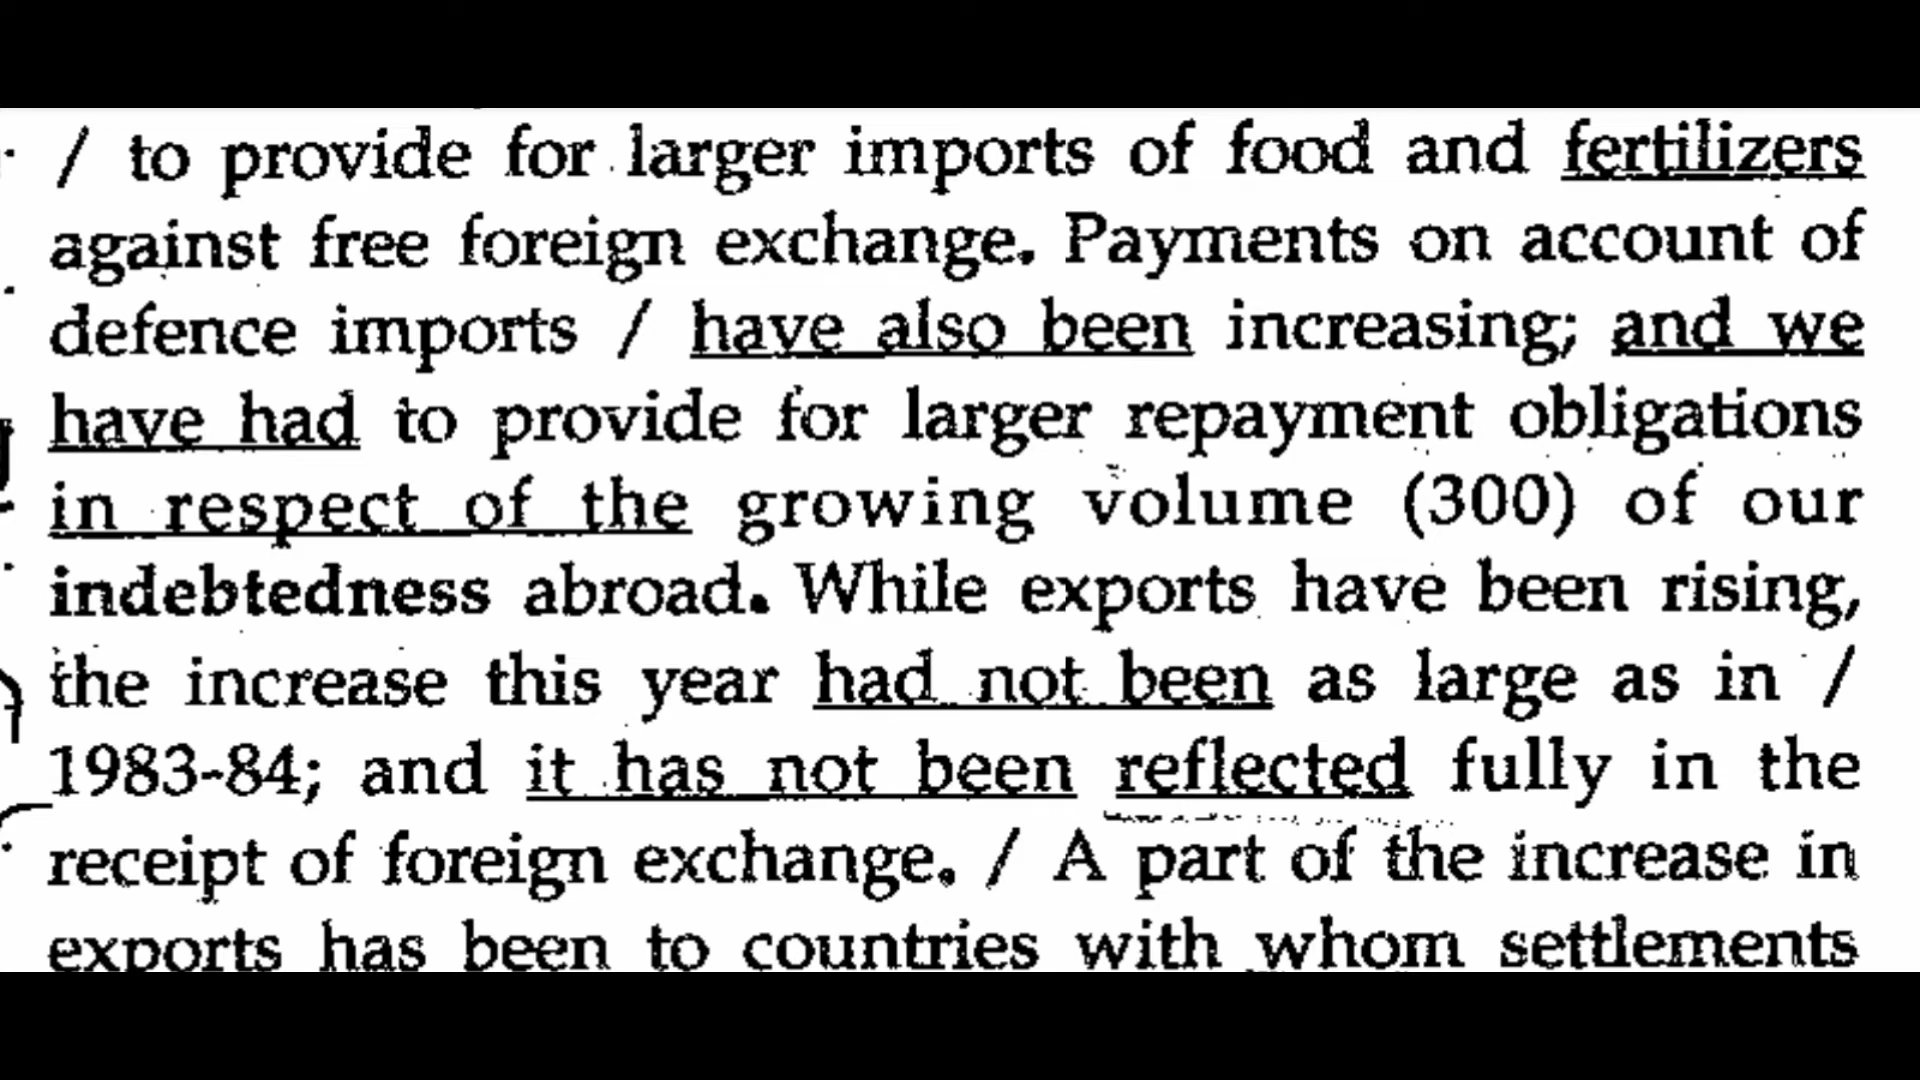 / to provide for larger imports of food and fertilizers
against free foreign exchange. Payments on account of
defence imports / have also been increasing; and we
have had to provide for larger repayment obligations
in respect of the growing volume (300) of our
indebtedness abroad. While exports have been rising,
the increase this year had not been as large as in /
1983-84; and it has not been reflected fully in the
receipt of foreign exchange. / A part of the increase in
exports has been to countries with whom settlements